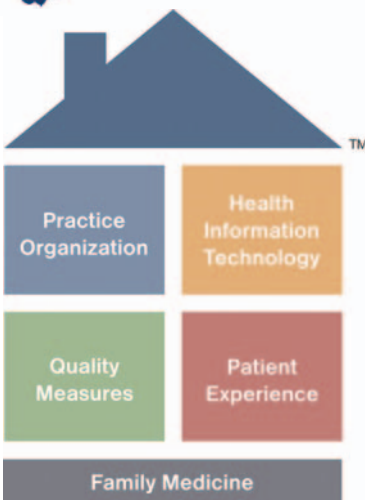 TM
Practice
Organization
Health
Information
Technology
Quality
Measures
Patient
Experience
Family Medicine